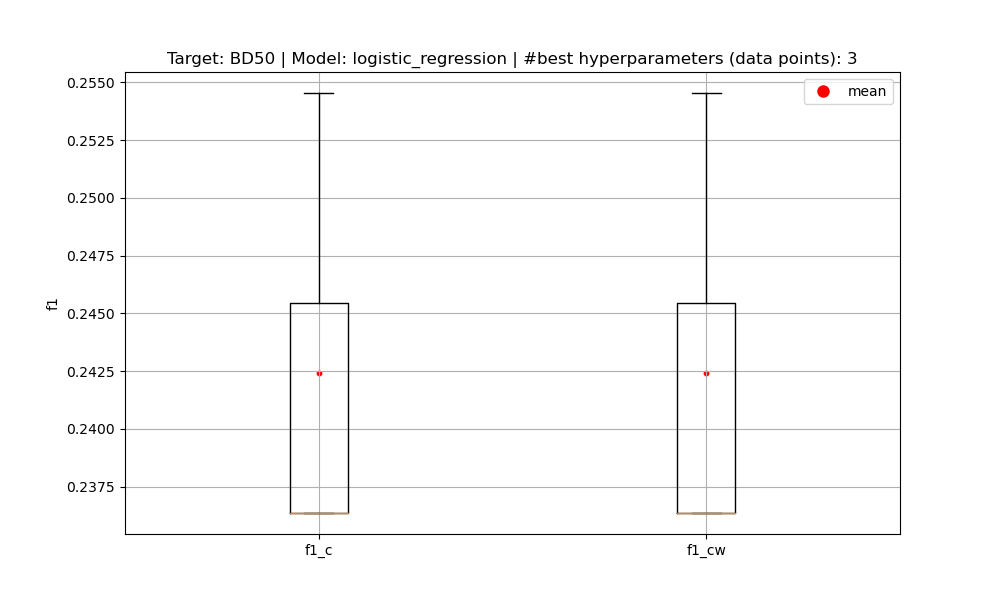 Target: BD50 | Model: logistic_regression | #best hyperparameters (data points): 3
mean
0.2550
0.2525
0.2500
0.2475
0.2450
0.2425
0.2400
0.2375
f1
f1_c
f1_cw